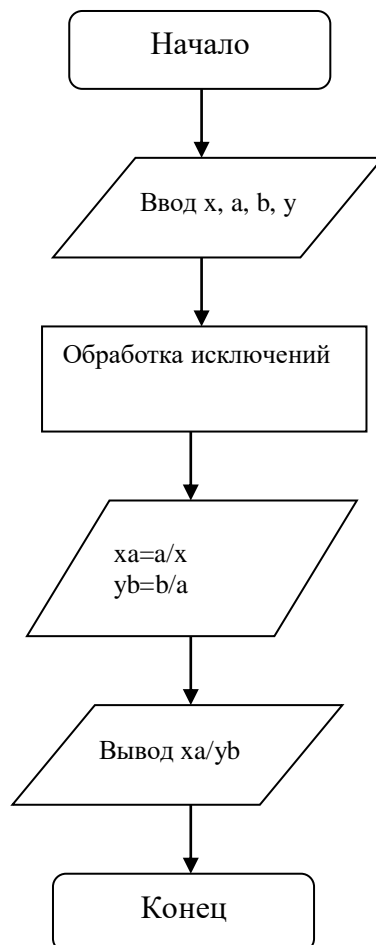 Начало
Ввод x, a, b, y
Обработка исключений
xa=a/x
yb=b/a
Вывод xa/yb
Конец